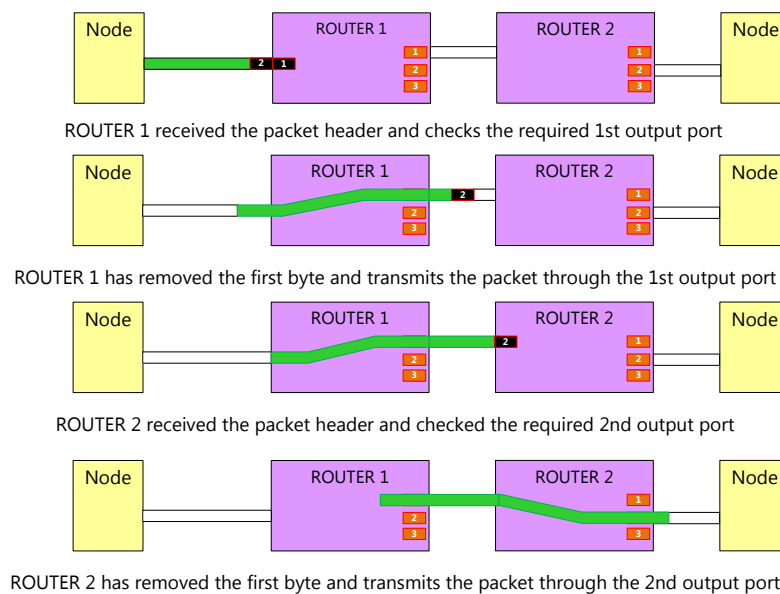 Node ROUTER 1 ROUTER 2 Node
1 1
2 1 2 2
3 3
ROUTER 1 received the packet header and checks the required 1st output port
Node ROUTER 1 ROUTER 2 Node
2 1
2 2
3 3
ROUTER 1 has removed the first byte and transmits the packet through the 1st output port
Node ROUTER 1 ROUTER 2 Node
2 1
2 2
3 3
ROUTER 2 received the packet header and checked the required 2nd output port
Node ROUTER 1 ROUTER 2 Node
1
2
3 3
ROUTER 2 has removed the first byte and transmits the packet through the 2nd output port